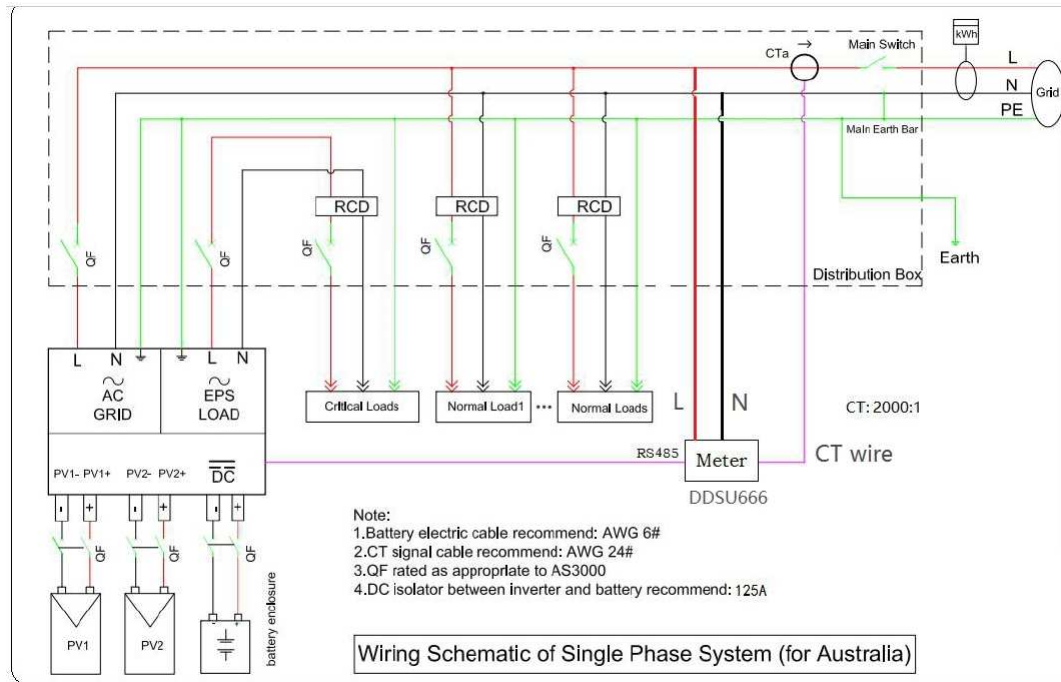 kWh
CTa
Main Switch
L
N
PE
Grid
Main Earth Bar
RCD
RCD
RCD
QF
QF
QF
QF
QF
Earth
Distribution Box
L N L N
AC
GRID
EPS
LOAD
Critical Loads
Normal Load1
...
Normal Loads
L
N
CT: 2000:1
PV1- PV1+ PV2- PV2+ DC
RS485
Meter
CT wire
DDSU666
- + - + - +
QF
QF
QF
PV1
PV2
battery enclosure
Note:
1.Battery electric cable recommend: AWG 6#
2.CT signal cable recommend: AWG 24#
3.QF rated as appropriate to AS3000
4.DC isolator between inverter and battery recommend: 125A
Wiring Schematic of Single Phase System (for Australia)